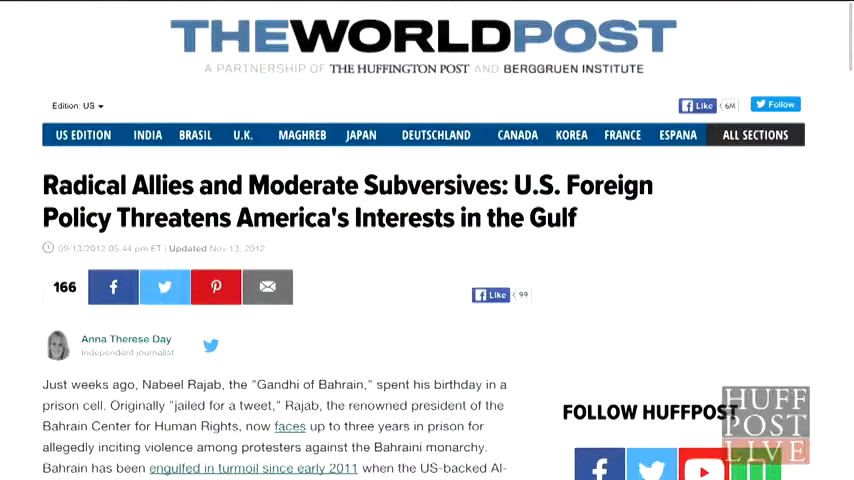 THEWORLDPOST
A PARTNERSHIP OF THE HUFFINGTON POST AND BERGGRUEN INSTITUTE
Edition: US
Like 6M Follow
US EDITION INDIA BRASIL U.K. MAGHREB JAPAN DEUTSCHLAND CANADA KOREA FRANCE ESPANA ALL SECTIONS
Radical Allies and Moderate Subversives: U.S. Foreign
Policy Threatens America's Interests in the Gulf
09/13/2012 05:44 pm ET | Updated Nov 13, 2012
166
Like 99
Anna Therese Day
Independent journalist
Just weeks ago, Nabeel Rajab, the "Gandhi of Bahrain," spent his birthday in a
prison cell. Originally "jailed for a tweet," Rajab, the renowned president of the
Bahrain Center for Human Rights, now faces up to three years in prison for
allegedly inciting violence among protesters against the Bahraini monarchy.
Bahrain has been engulfed in turmoil since early 2011 when the US-backed Al-
FOLLOW HUFFPOST
HUFF
POST
LIVE